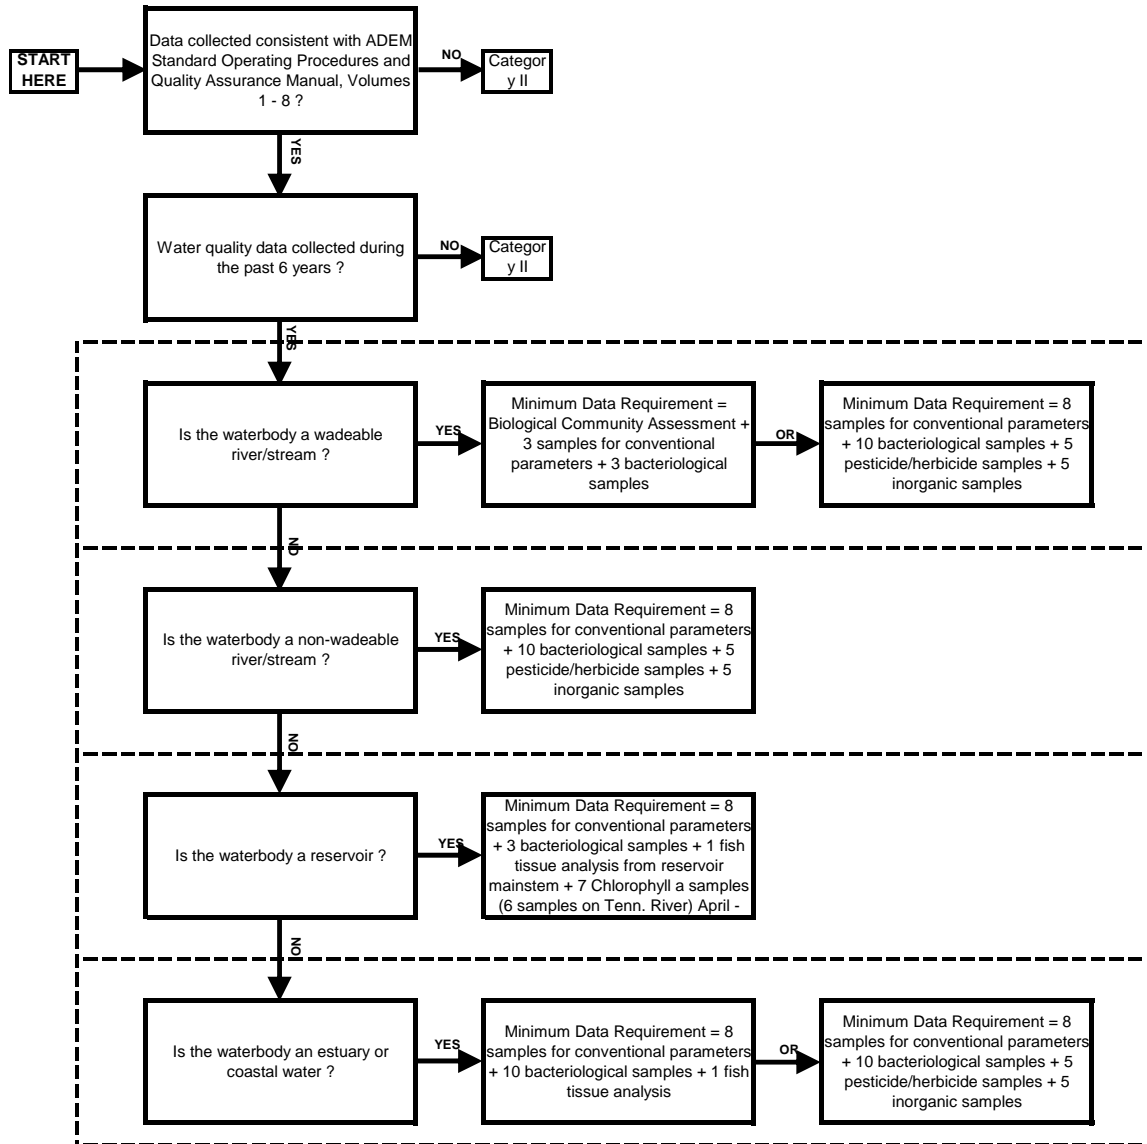 START
HERE
Data collected consistent with ADEM
Standard Operating Procedures and
Quality Assurance Manual, Volumes
1 - 8 ?
NO
Categor
y II
YES
Water quality data collected during
the past 6 years ?
NO
Categor
y II
YES
Is the waterbody a wadeable
river/stream ?
YES
Minimum Data Requirement =
Biological Community Assessment +
3 samples for conventional
parameters + 3 bacteriological
samples
OR
Minimum Data Requirement = 8
samples for conventional parameters
+ 10 bacteriological samples + 5
pesticide/herbicide samples + 5
inorganic samples
NO
Is the waterbody a non-wadeable
river/stream ?
YES
Minimum Data Requirement = 8
samples for conventional parameters
+ 10 bacteriological samples + 5
pesticide/herbicide samples + 5
inorganic samples
NO
Is the waterbody a reservoir ?
YES
Minimum Data Requirement = 8
samples for conventional parameters
+ 3 bacteriological samples + 1 fish
tissue analysis from reservoir
mainstem + 7 Chlorophyll a samples
(6 samples on Tenn. River) April -
NO
Is the waterbody an estuary or
coastal water ?
YES
Minimum Data Requirement = 8
samples for conventional parameters
+ 10 bacteriological samples + 1 fish
tissue analysis
OR
Minimum Data Requirement = 8
samples for conventional parameters
+ 10 bacteriological samples + 5
pesticide/herbicide samples + 5
inorganic samples